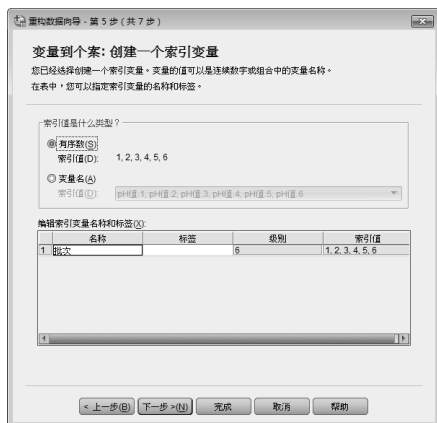 重构数据向导 - 第 5 步 ( 共 7 步 )
变量到个案: 创建一个索引变量
您已经选择创建一个索引变量。变量的值可以是连续数字或组合中的变量名称。
在表中，您可以指定索引变量的名称和标签。
索引值是什么类型？
有序数(S)
索引值(D): 1, 2, 3, 4, 5, 6
变量名(A)
索引值(D): pH值.1; pH值.2; pH值.3; pH值.4; pH值.5, pH值.6
编辑索引变量名称和标签(X):
名称 标签 级别 索引值
1 批次 6 1, 2, 3, 4, 5, 6
< 上一步(B) 下一步 >(N) 完成 取消 帮助